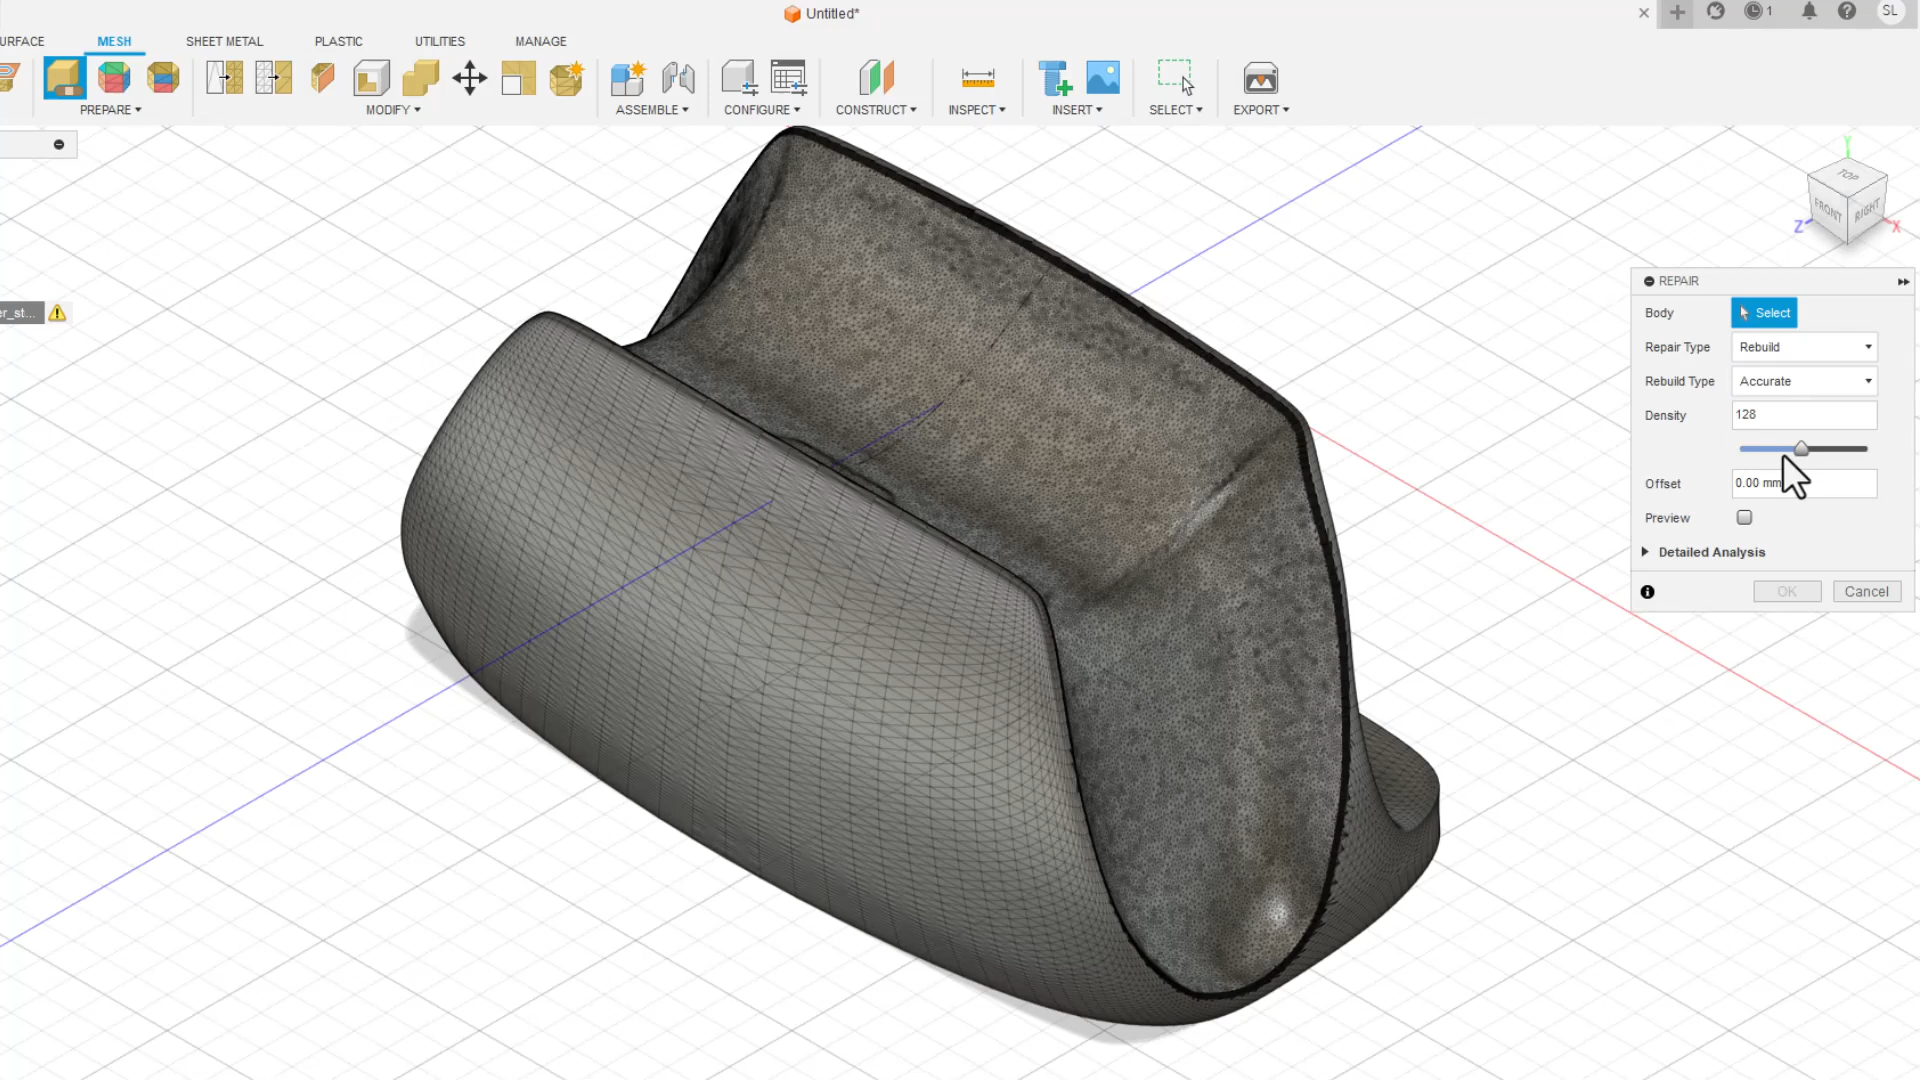 Untitled*
1
SL
URFACE
MESH
SHEET METAL
PLASTIC
UTILITIES
MANAGE
PREPARE
MODIFY
ASSEMBLE
CONFIGURE
CONSTRUCT
INSPECT
INSERT
SELECT
EXPORT
Y
TOP
FRONT
RIGHT
Z
X
er_st...
REPAIR
Body
Select
Repair Type
Rebuild
Rebuild Type
Accurate
Density
128
Offset
0.00 mm
Preview
Detailed Analysis
OK
Cancel